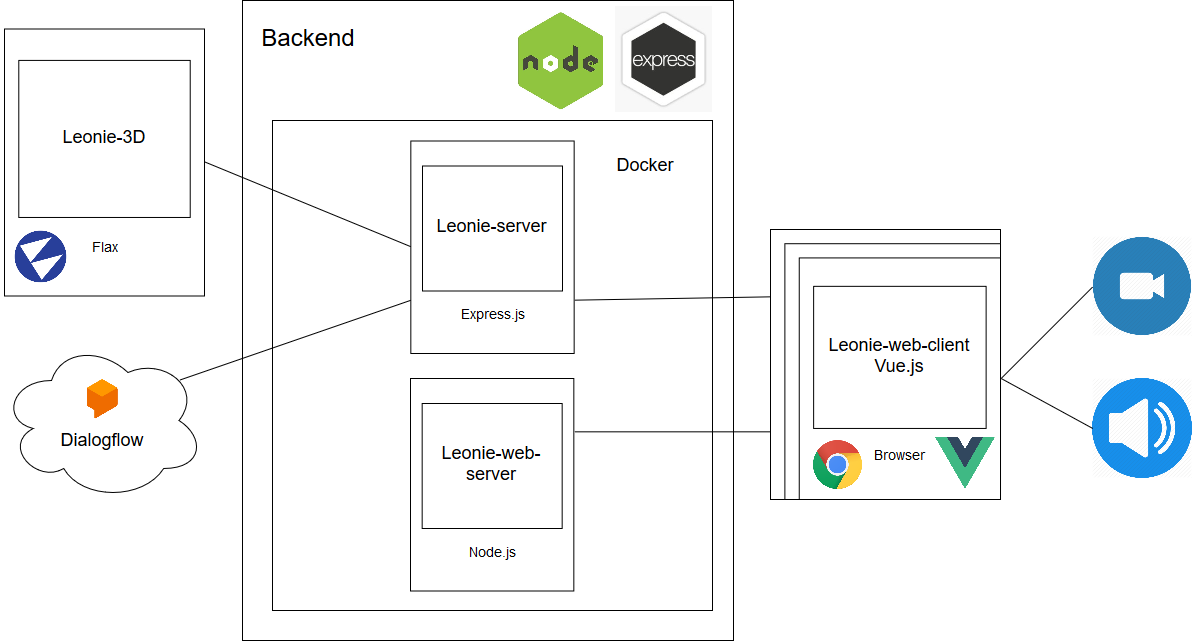 Backend
node
express
Leonie-3D
Flax
Docker
Leonie-server
Express.js
Dialogflow
Leonie-web-
server
Node.js
Leonie-web-client
Vue.js
Browser